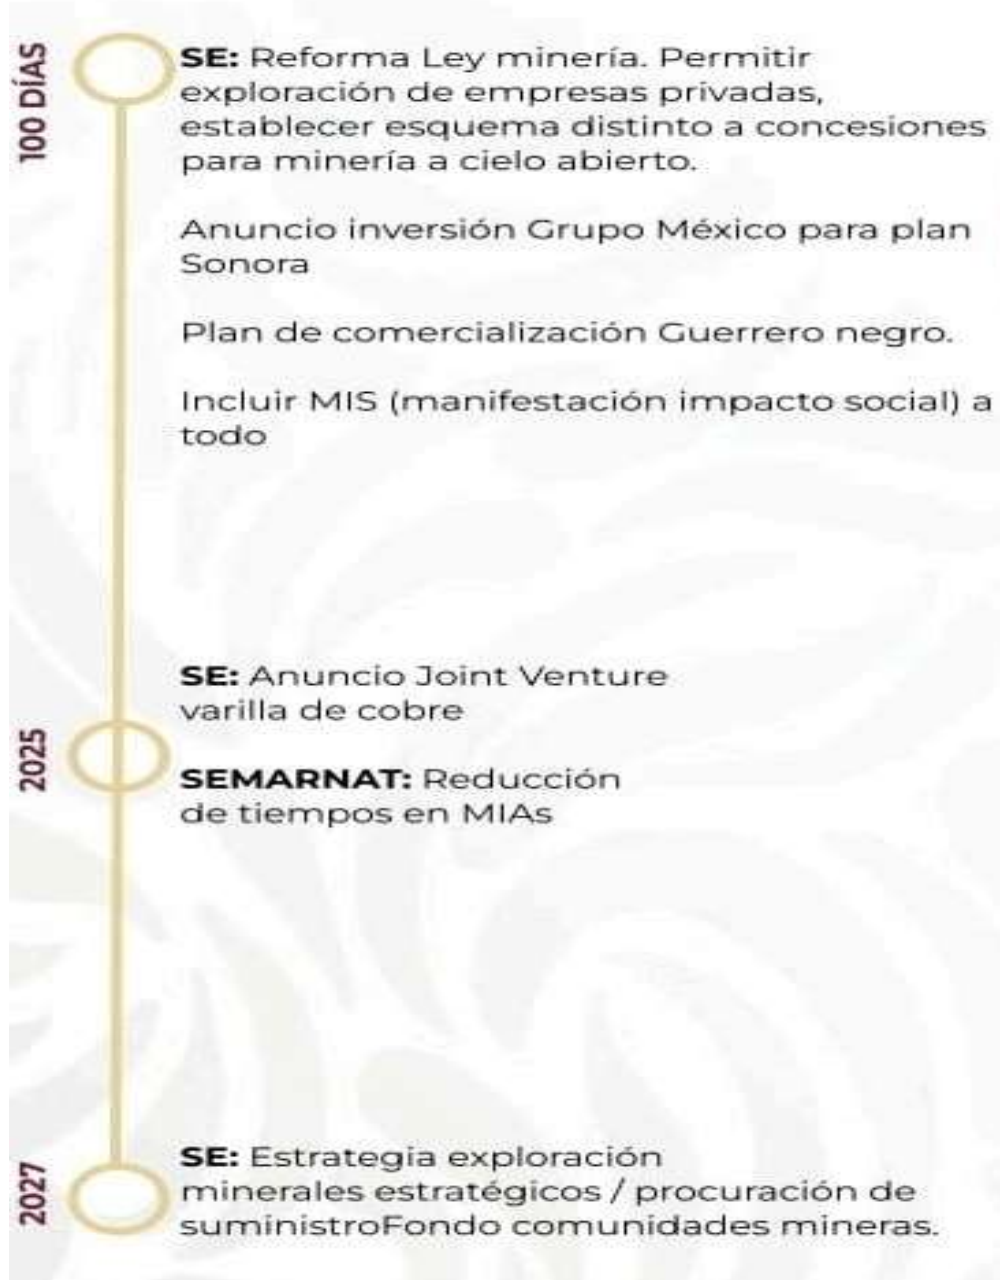 100 DÍAS
SE: Reforma Ley minería. Permitir
exploración de empresas privadas,
establecer esquema distinto a concesiones
para minería a cielo abierto.
Anuncio inversión Grupo México para plan
Sonora
Plan de comercialización Guerrero negro.
Incluir MIS (manifestación impacto social) a
todo
2025
SE: Anuncio Joint Venture
varilla de cobre
SEMARNAT: Reducción
de tiempos en MIAs
2027
SE: Estrategia exploración
minerales estratégicos / procuración de
suministroFondo comunidades mineras.